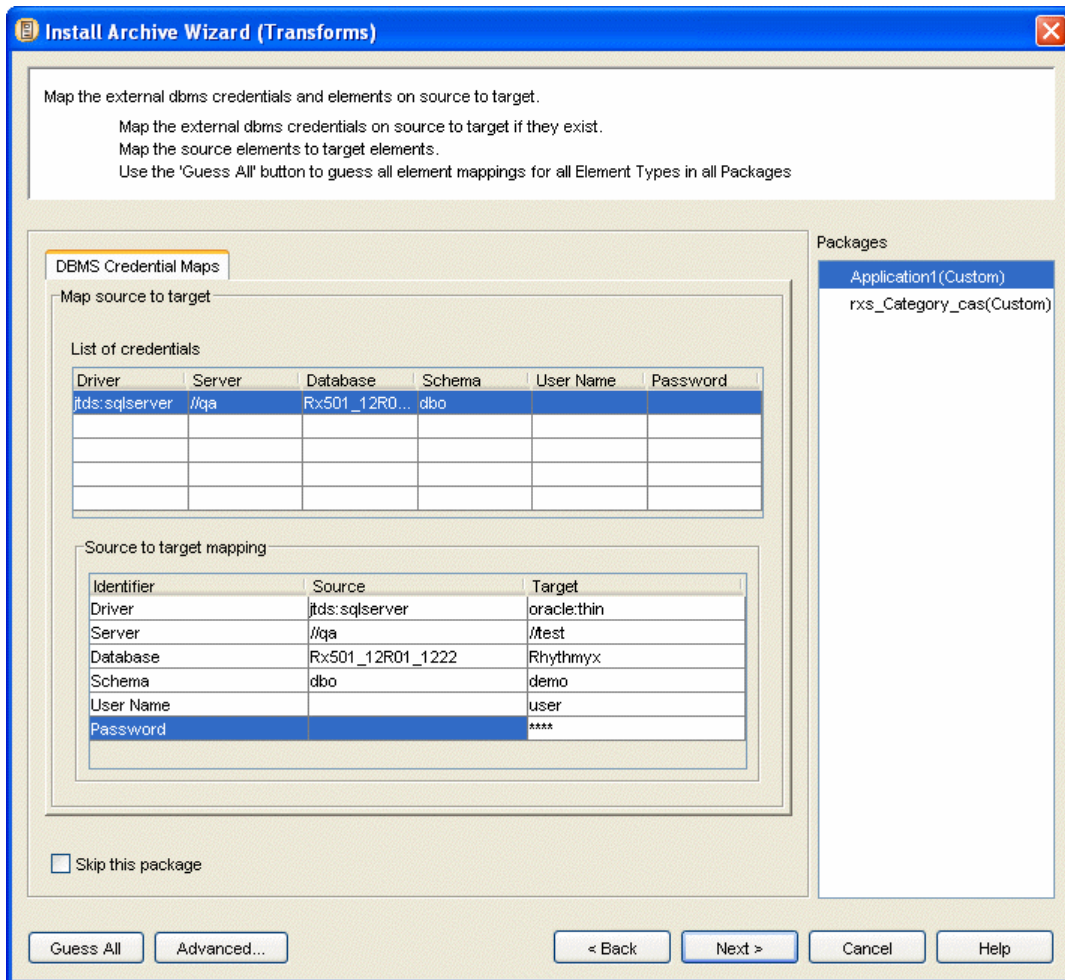 Install Archive Wizard (Transforms)
Map the external dbms credentials and elements on source to target.
Map the external dbms credentials on source to target if they exist.
Map the source elements to target elements.
Use the 'Guess All' button to guess all element mappings for all Element Types in all Packages
DBMS Credential Maps
Map source to target
List of credentials
Driver Server Database Schema User Name Password
jtds:sqlserver //qa Rx501_12R0... dbo
Source to target mapping
Identifier Source Target
Driver jtds:sqlserver oracle:thin
Server //qa //test
Database Rx501_12R01_1222 Rhythmyx
Schema dbo demo
User Name user
Password ****
Skip this package
Packages
Application1(Custom)
rxs_Category_cas(Custom)
Guess All Advanced... < Back Next > Cancel Help